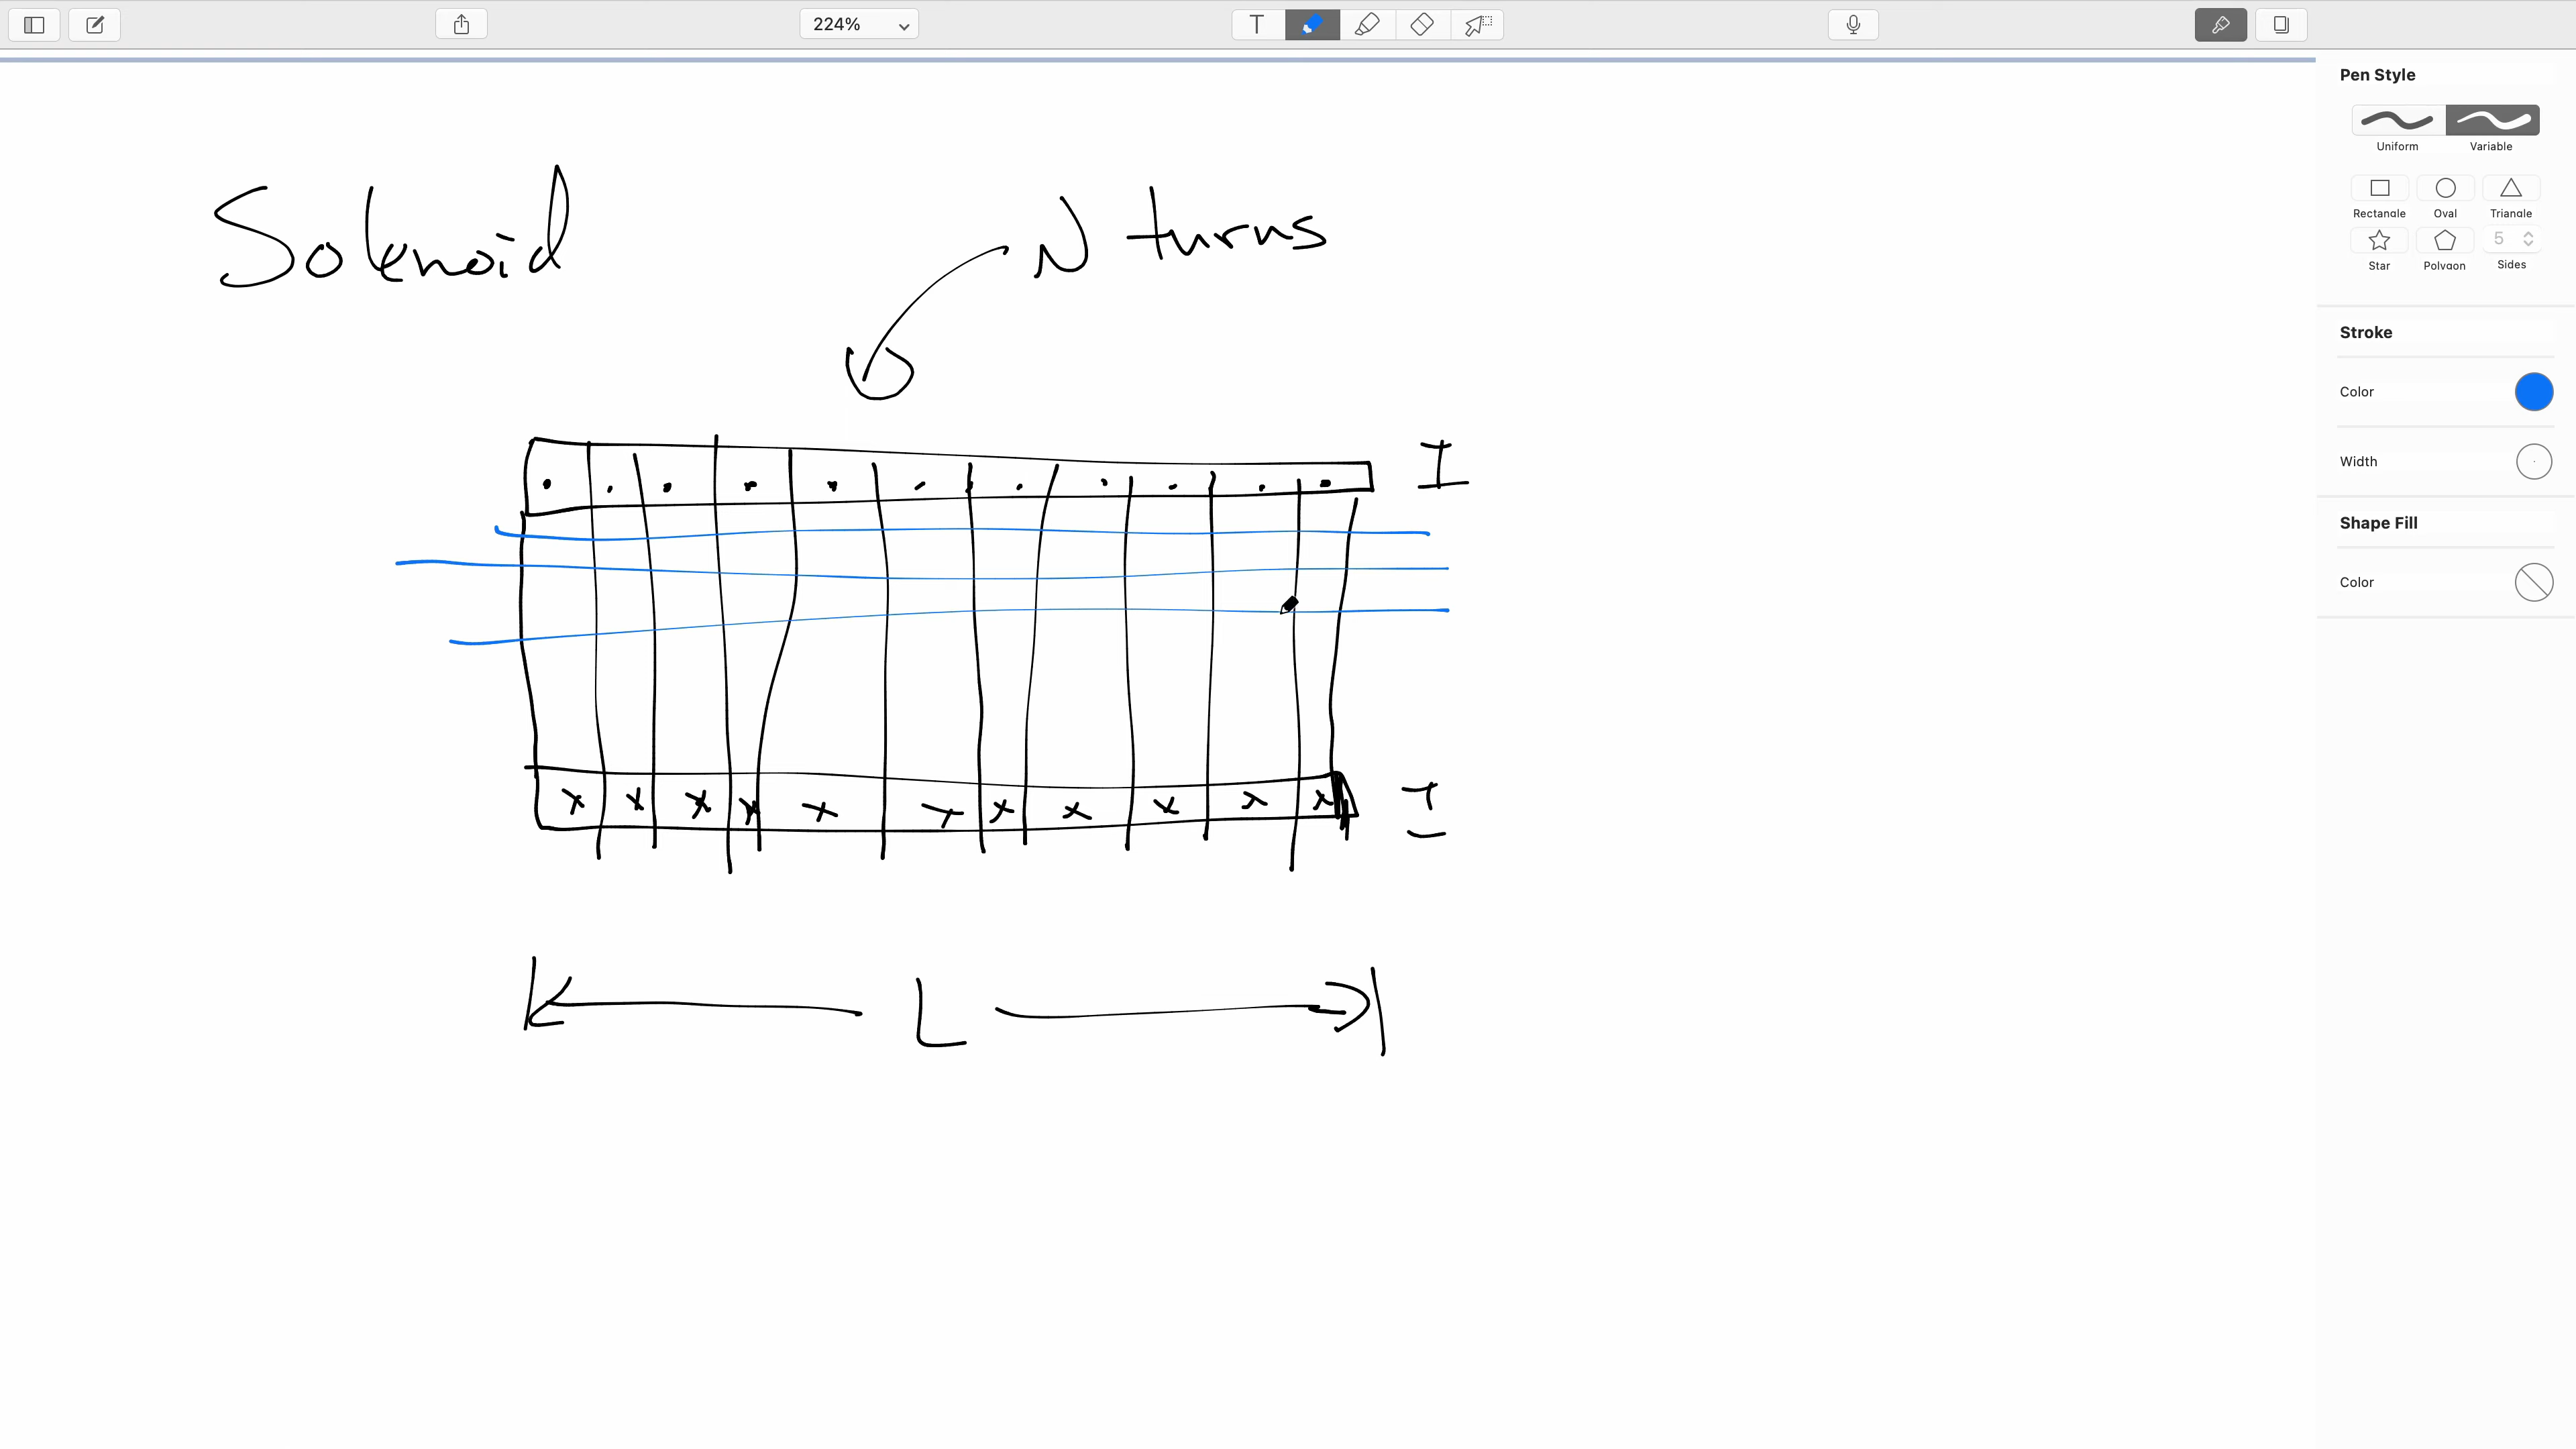 224%
T
Pen Style
Uniform Variable
Rectangle Oval Triangle
5
Star Polygon Sides
Stroke
Color
Width
Shape Fill
Color
Solenoid
N turns
I
I
L